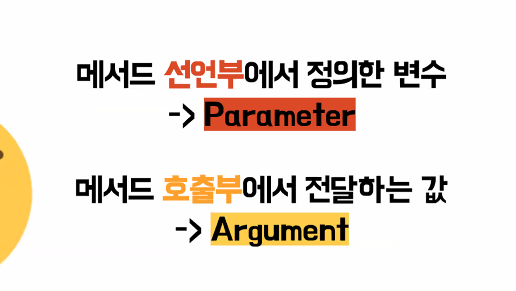 메서드 선언부에서 정의한 변수
-> Parameter
메서드 호출부에서 전달하는 값
-> Argument